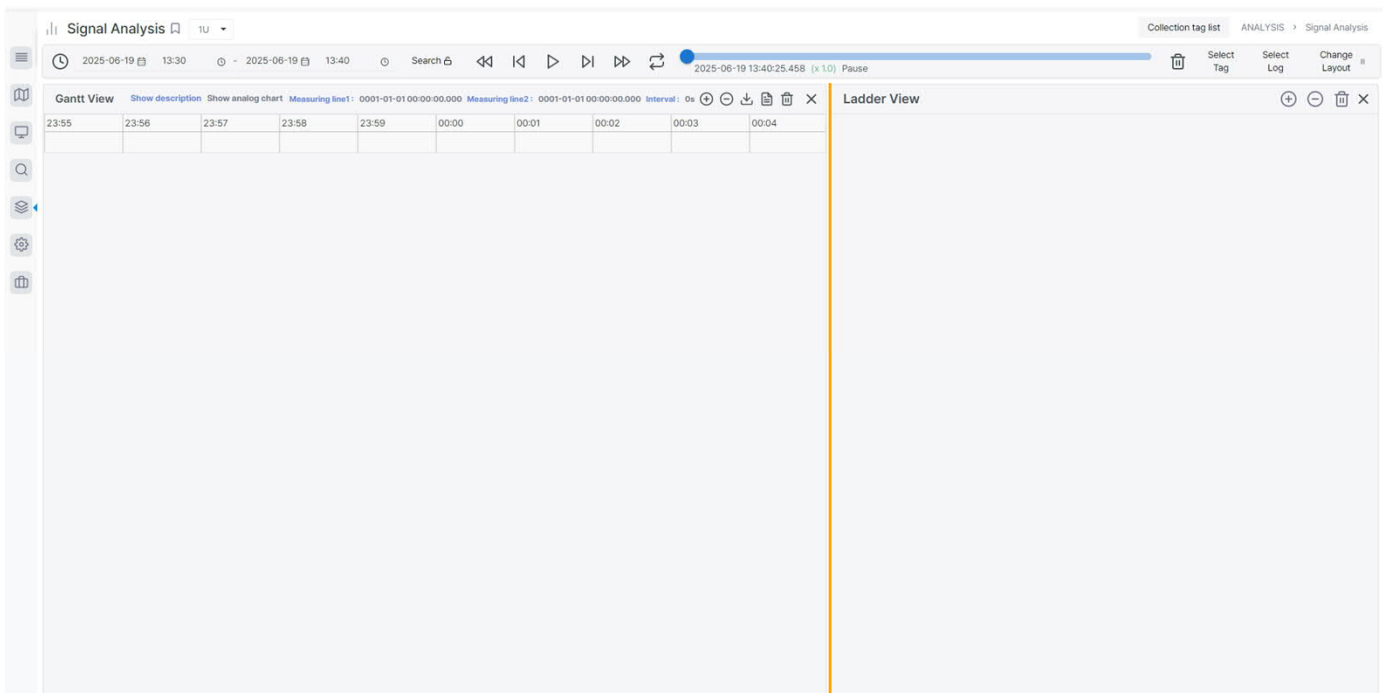 Signal Analysis 1U
Collection tag list ANALYSIS > Signal Analysis
2025-06-19 13:30 - 2025-06-19 13:40 Search
2025-06-19 13:40:25.458 (x 1.0) Pause
Select Tag
Select Log
Change Layout
Gantt View Show description Show analog chart Measuring line1 : 0001-01-01 00:00:00.000 Measuring line2 : 0001-01-01 00:00:00.000 Interval : 0s
Ladder View
23:55 23:56 23:57 23:58 23:59 00:00 00:01 00:02 00:03 00:04